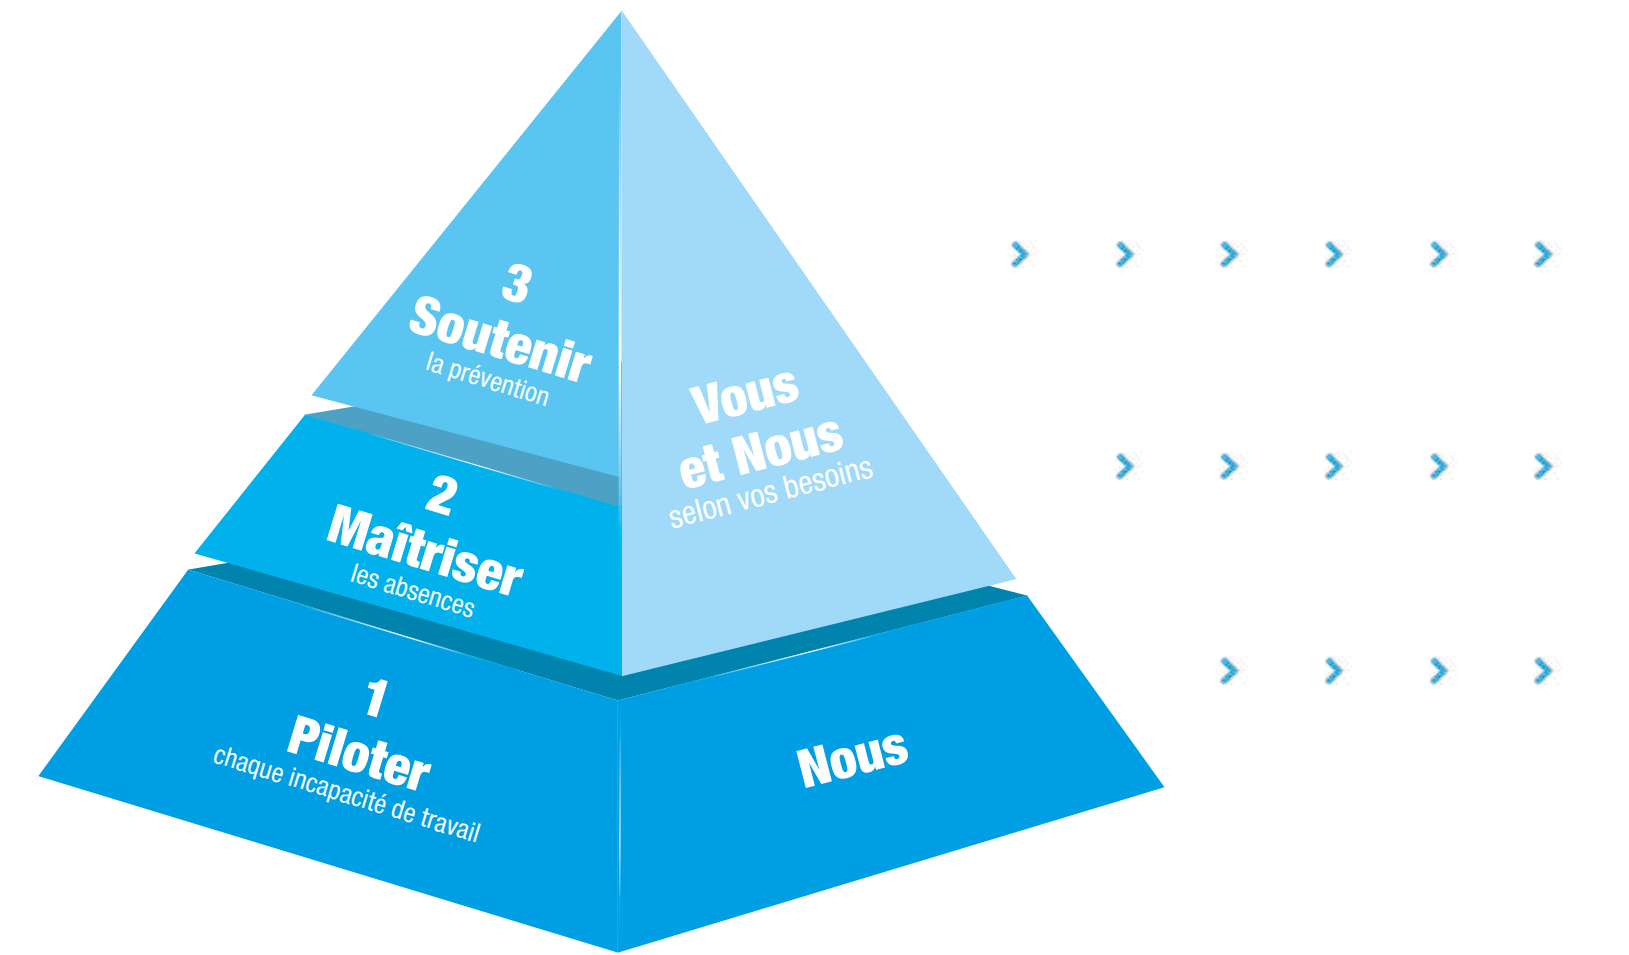 3
Soutenir
la prévention
Vous
et Nous
selon vos besoins
2
Maîtriser
les absences
1
Piloter
chaque incapacité de travail
Nous